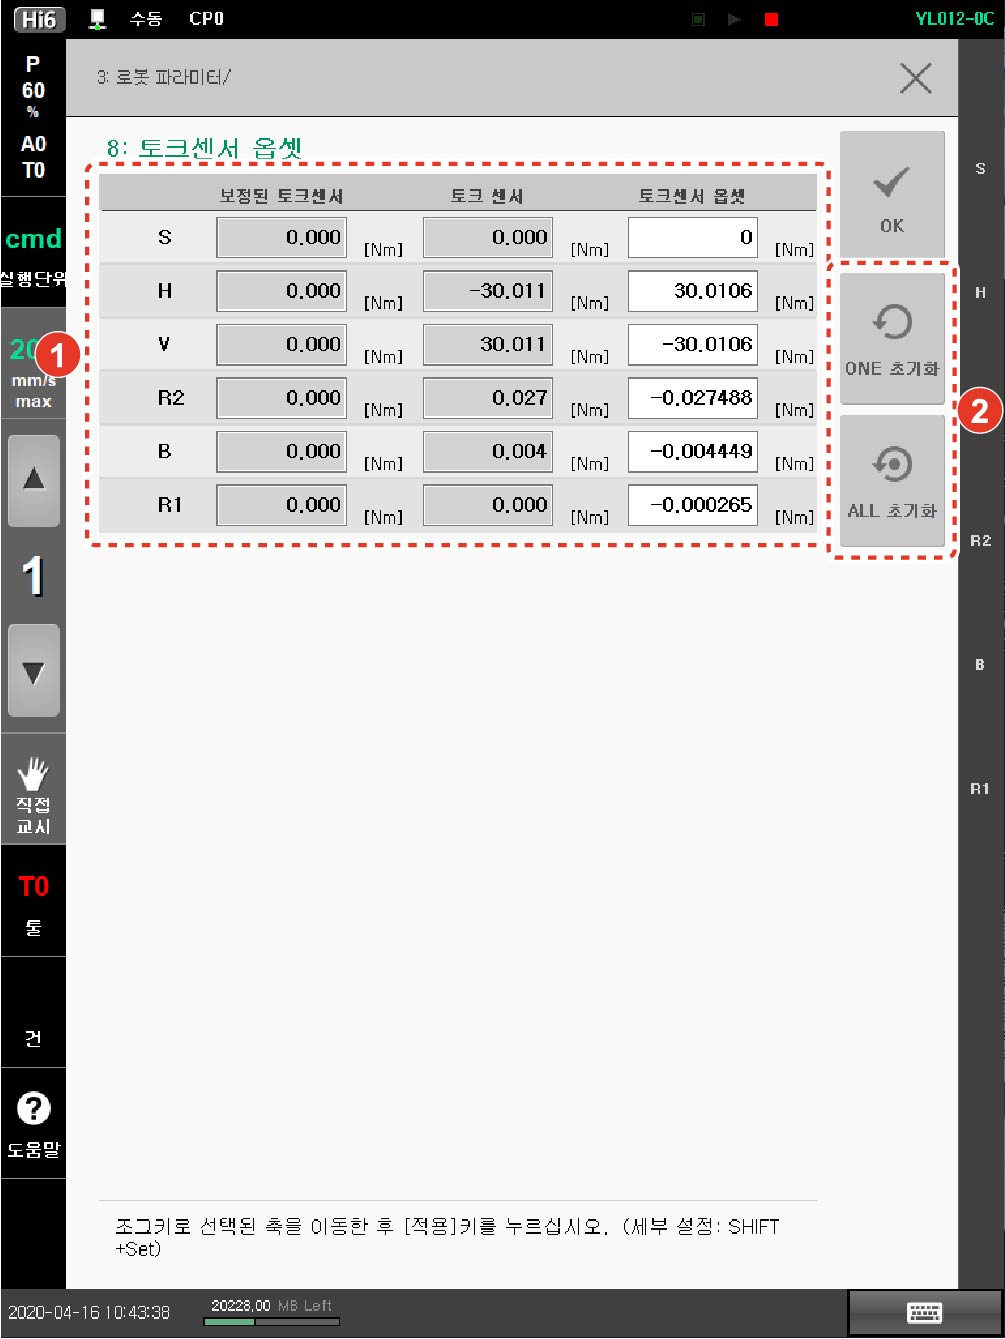 Hi6 수동 CP0 YL012-0C
P
60
%
A0
T0
3: 로봇 파라미터/
8: 토크센서 옵셋
보정된 토크센서 토크 센서 토크센서 옵셋
S 0.000 [Nm] 0.000 [Nm] 0 [Nm]
H 0.000 [Nm] -30.011 [Nm] 30.0106 [Nm]
V 0.000 [Nm] 30.011 [Nm] -30.0106 [Nm]
R2 0.000 [Nm] 0.027 [Nm] -0.027488 [Nm]
B 0.000 [Nm] 0.004 [Nm] -0.004449 [Nm]
R1 0.000 [Nm] 0.000 [Nm] -0.000265 [Nm]
OK
ONE 초기화
ALL 초기화
1
2
cmd
실행단위
mm/s
max
1
직접
교시
T0
툴
건
?
도움말
S
H
R2
B
R1
조그키로 선택된 축을 이동한 후 [적용]키를 누르십시오. (세부 설정: SHIFT
+Set)
2020-04-16 10:43:38 20228.00 MB Left